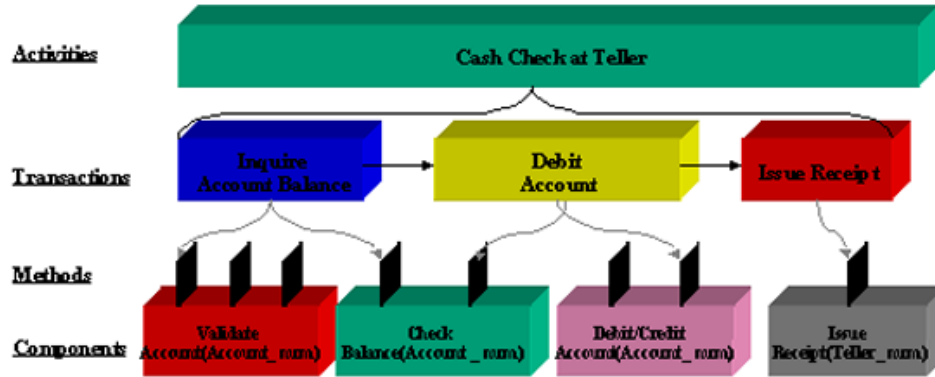 Activities
Cash Check at Teller
Transactions
Inquire
Account Balance
Debit
Account
Issue Receipt
Methods
Components
Validate
Account(Account_num)
Check
Balance(Account_num)
Debit/Credit
Account(Account_num)
Issue
Receipt(Teller_num)